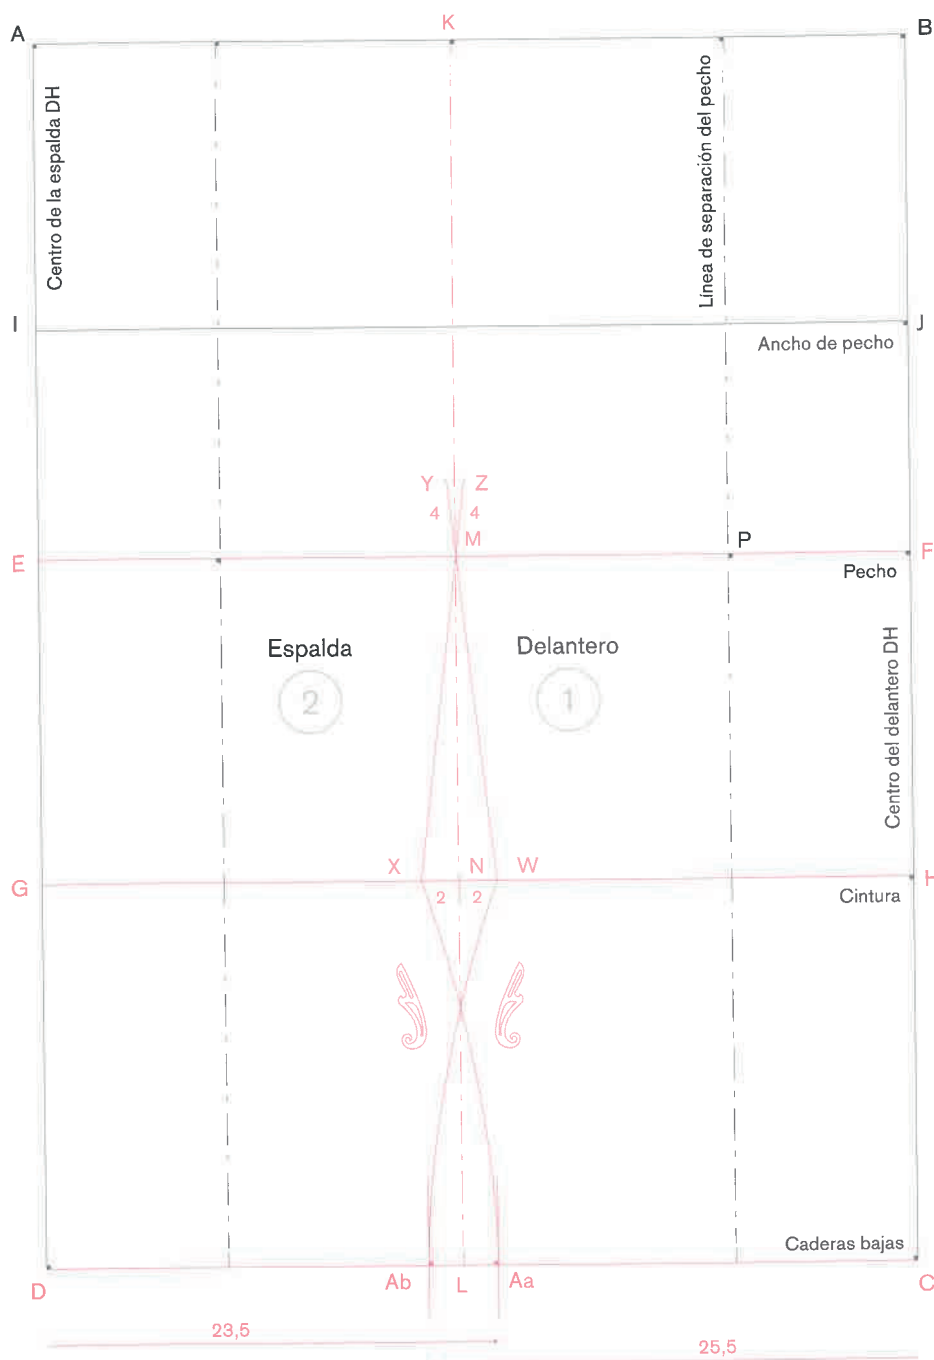 A
K
B
Centro de la espalda DH
Línea de separación del pecho
I
J
Ancho de pecho
Y
Z
4
4
M
E
P
F
Pecho
Espalda
Delantero
2
1
Centro del delantero DH
X
N
W
G
H
2
2
Cintura
Caderas bajas
D
Ab
L
Aa
C
23,5
25,5